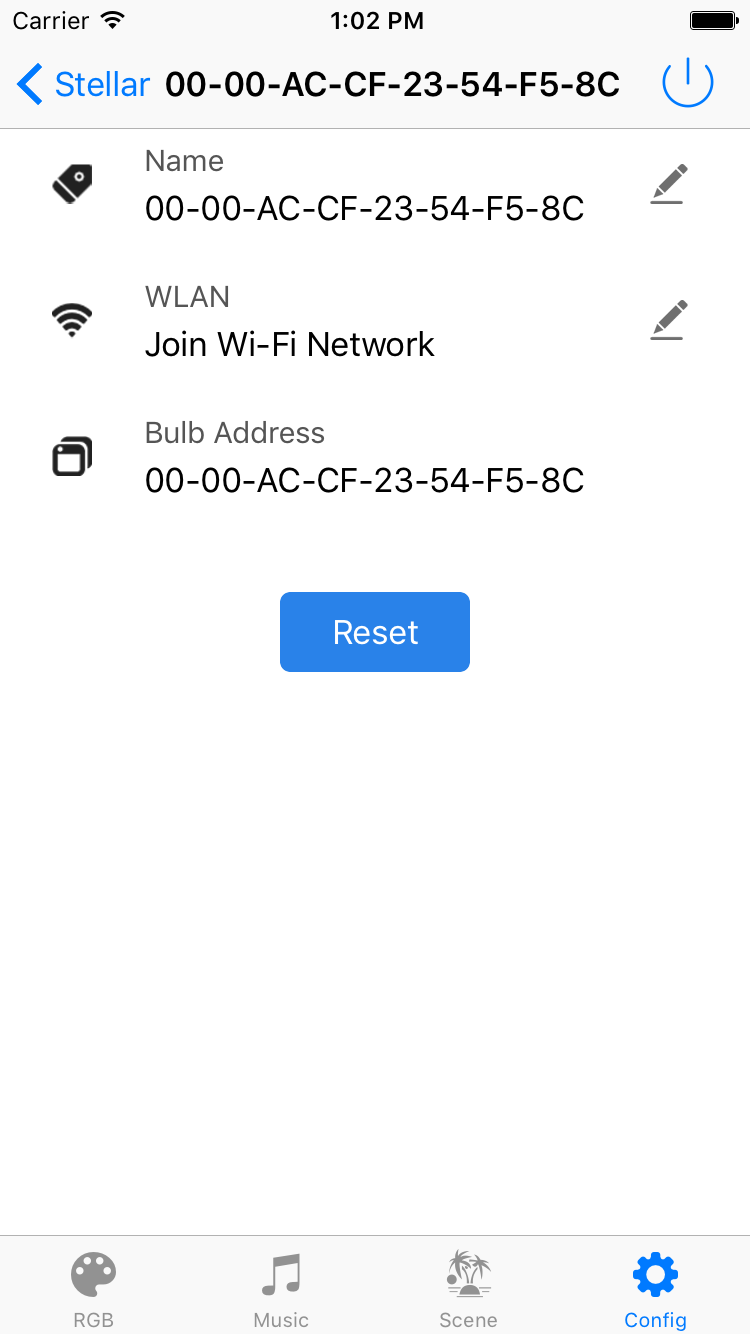 Carrier 1:02 PM
Stellar 00-00-AC-CF-23-54-F5-8C
Name
00-00-AC-CF-23-54-F5-8C
WLAN
Join Wi-Fi Network
Bulb Address
00-00-AC-CF-23-54-F5-8C
Reset
RGB Music Scene Config